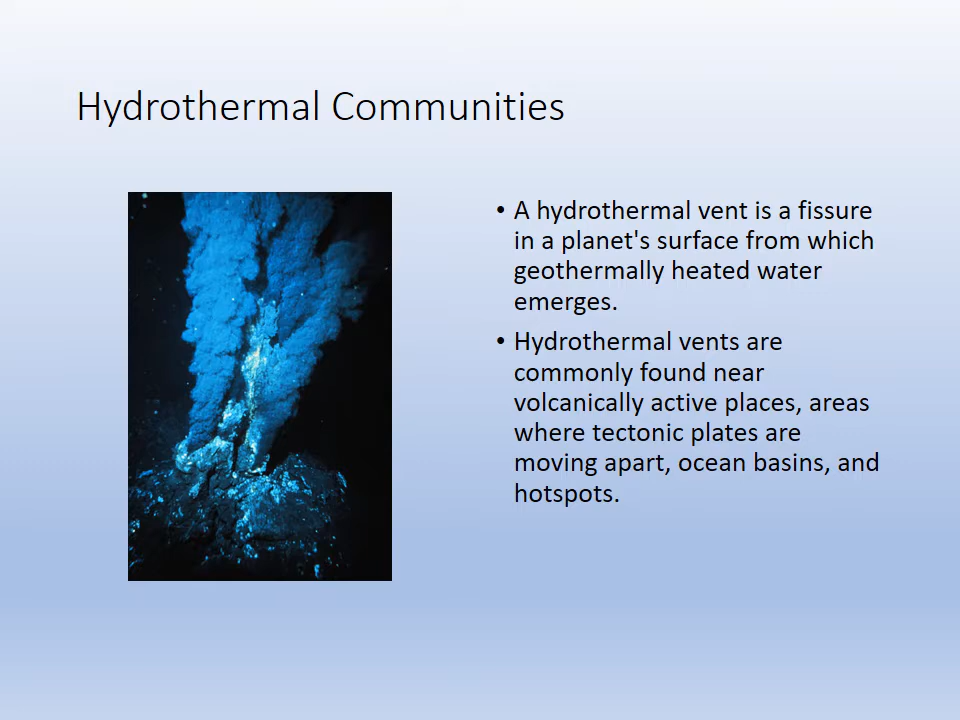 Hydrothermal Communities
• A hydrothermal vent is a fissure
in a planet's surface from which
geothermally heated water
emerges.
• Hydrothermal vents are
commonly found near
volcanically active places, areas
where tectonic plates are
moving apart, ocean basins, and
hotspots.